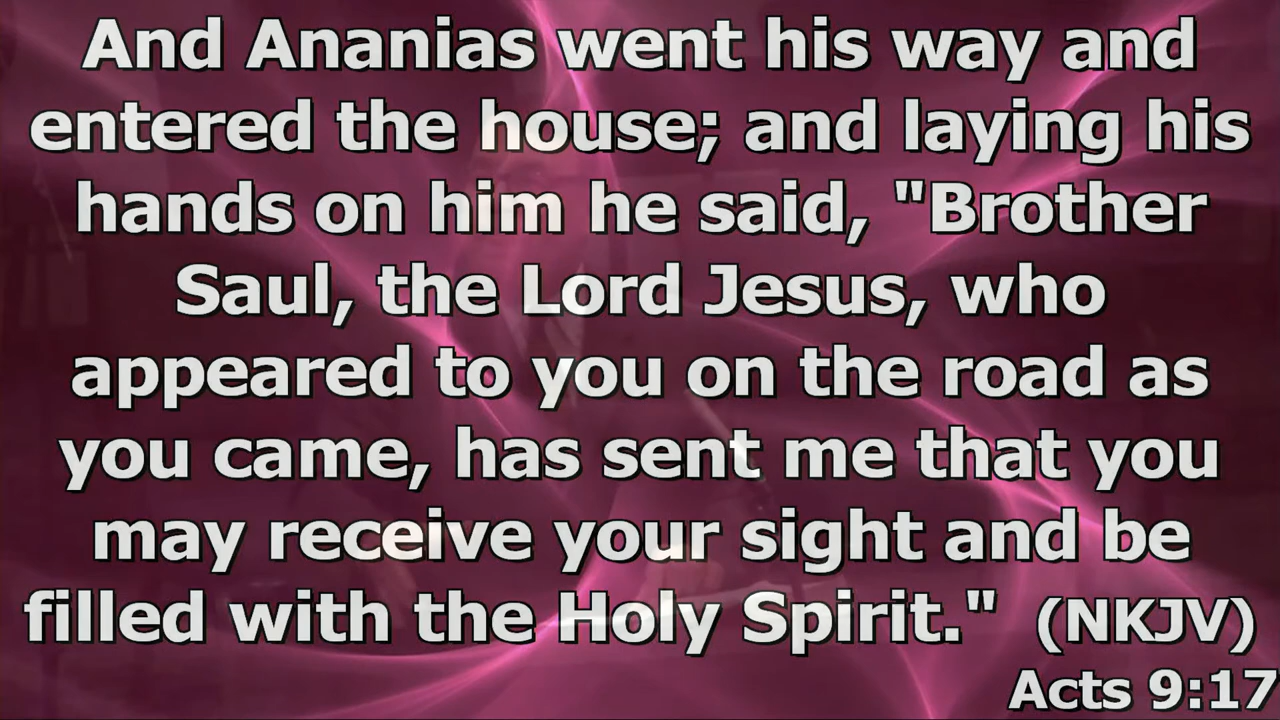 And Ananias went his way and
entered the house; and laying his
hands on him he said, "Brother
Saul, the Lord Jesus, who
appeared to you on the road as
you came, has sent me that you
may receive your sight and be
filled with the Holy Spirit." (NKJV)
Acts 9:17